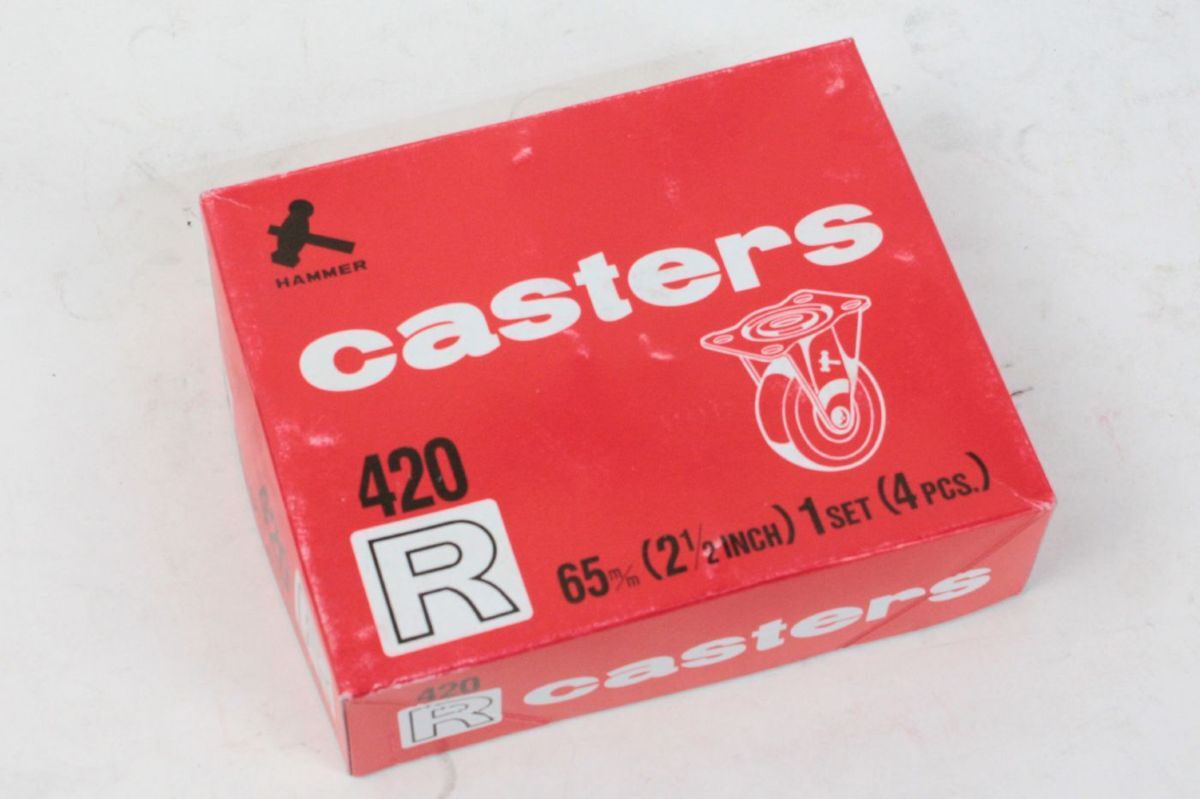 HAMMER
casters
420
R
65m/m (2 1/2 INCH) 1 SET (4 PCS.)
420
R casters